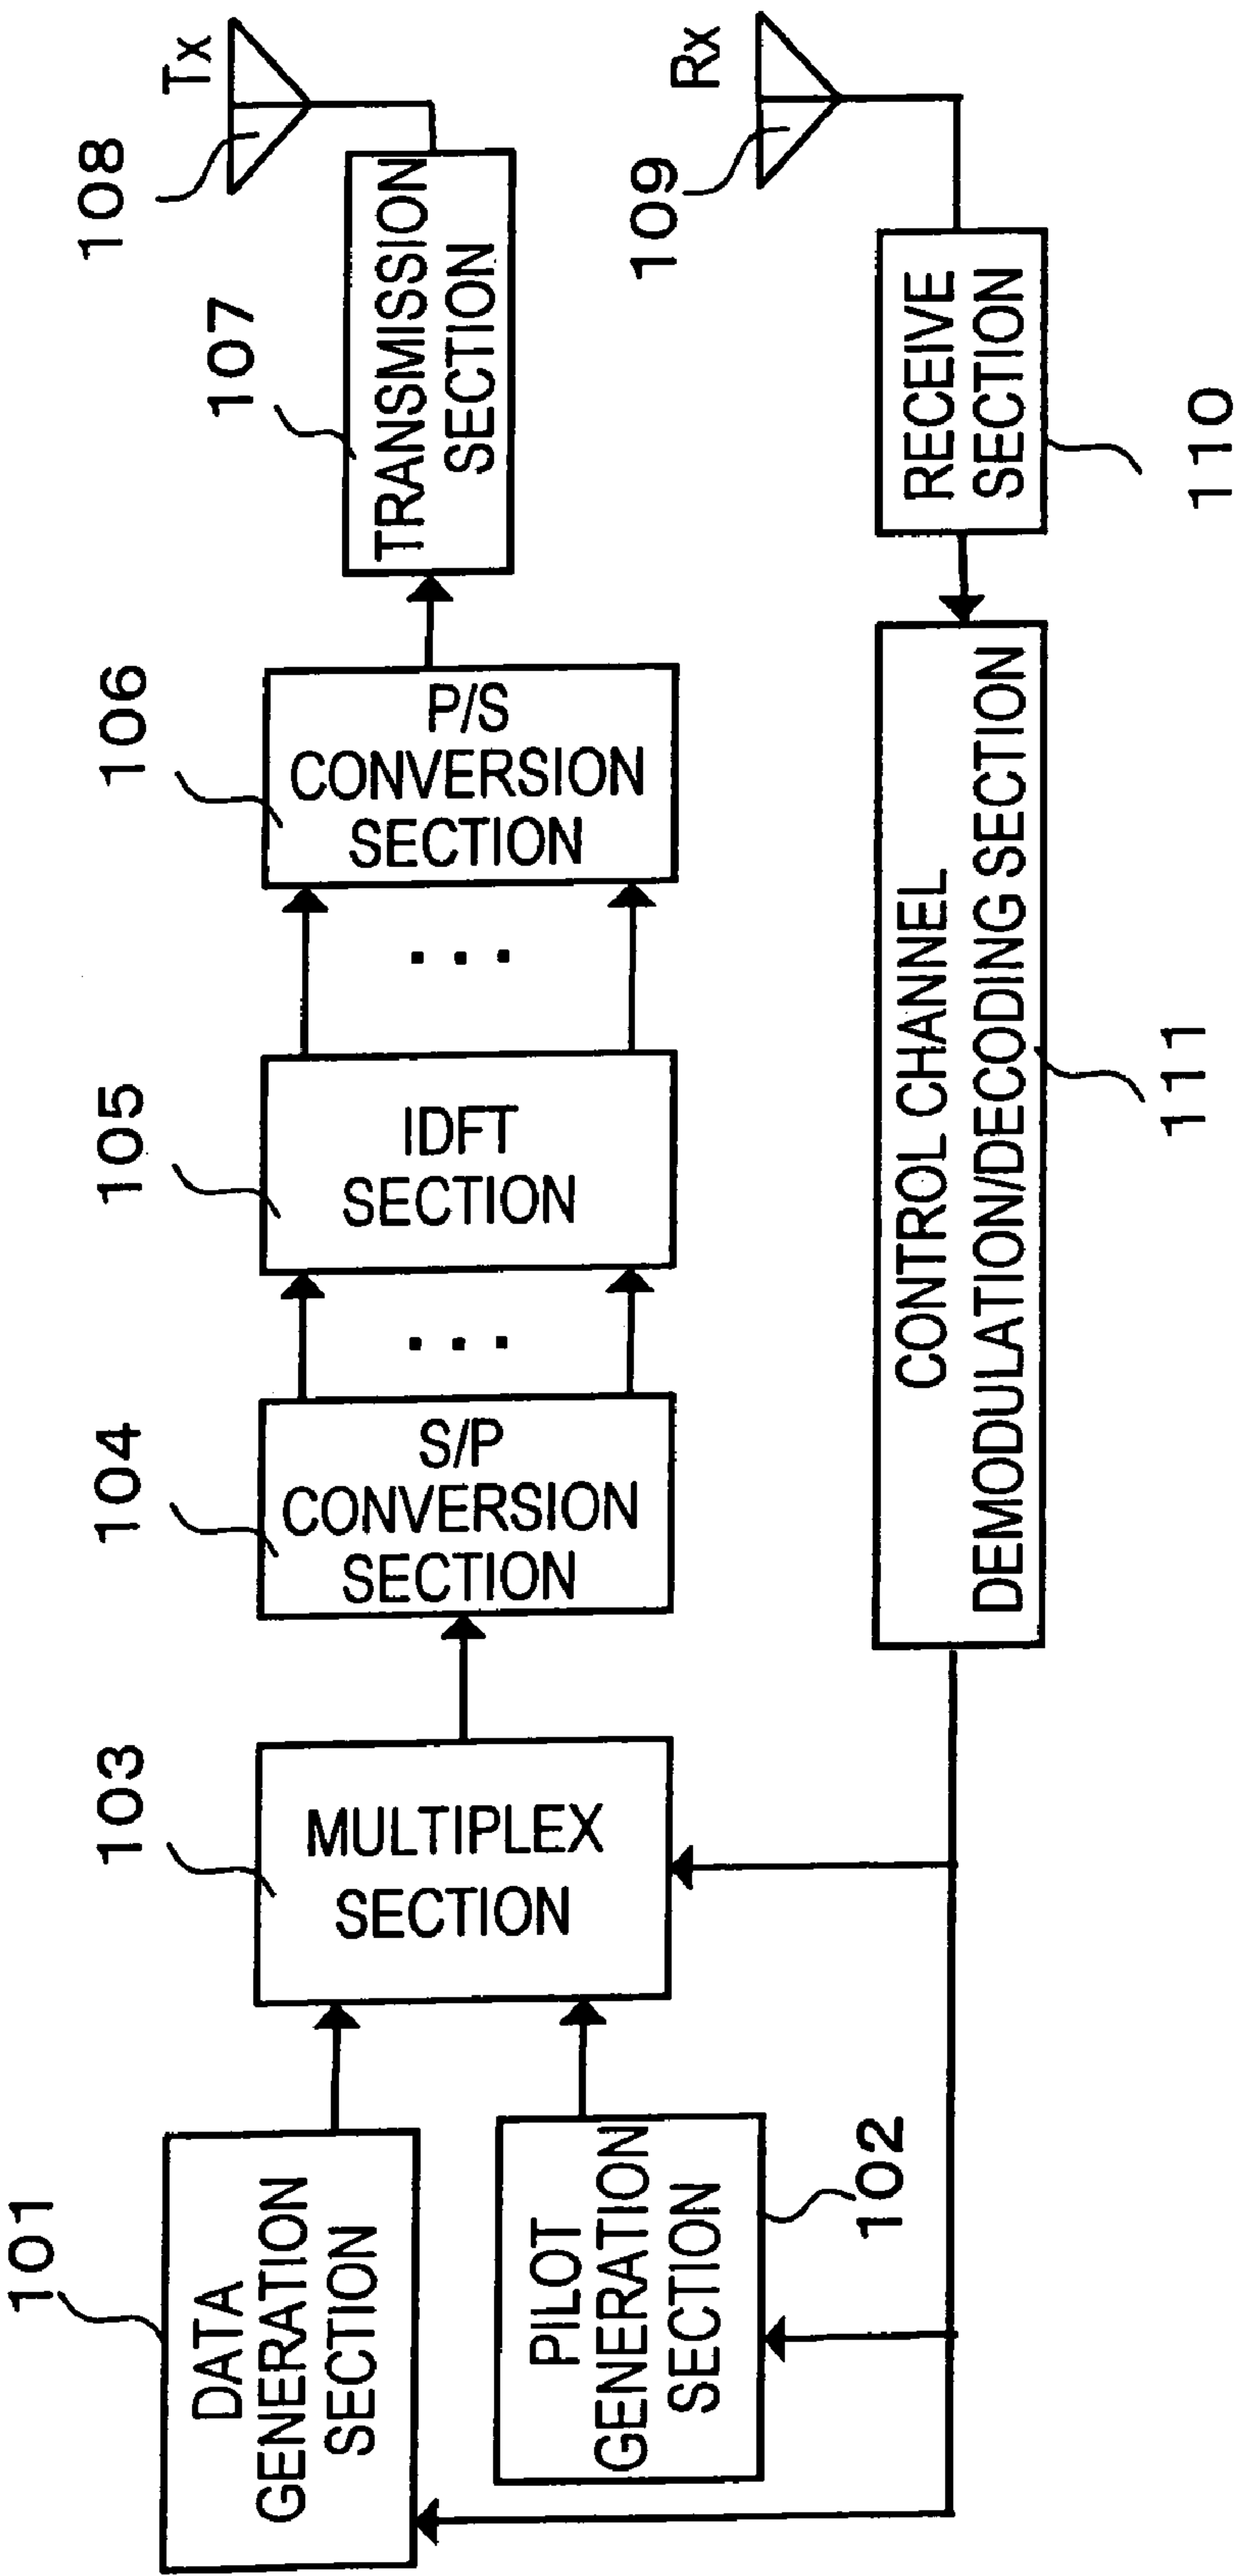 101
DATA
GENERATION
SECTION
PILOT
GENERATION
SECTION
102
103
MULTIPLEX
SECTION
104
S/P
CONVERSION
SECTION
105
IDFT
SECTION
106
P/S
CONVERSION
SECTION
107
TRANSMISSION
SECTION
108
Tx
109
Rx
RECEIVE
SECTION
110
CONTROL CHANNEL
DEMODULATION/DECODING SECTION
111